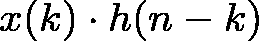 x(k) · h(n − k)